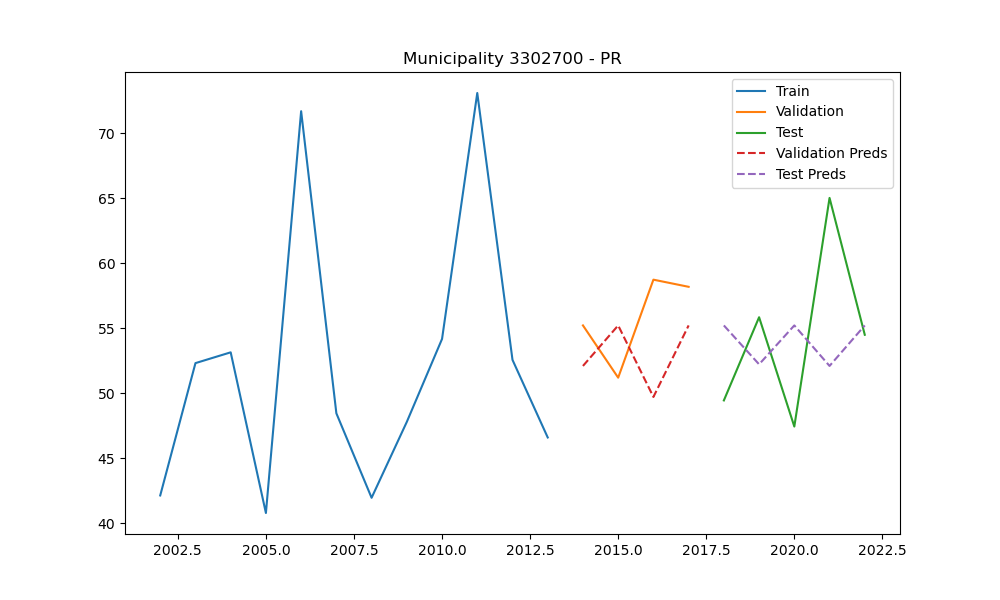 Municipality 3302700 - PR
Train
Validation
Test
Validation Preds
Test Preds
70
65
60
55
50
45
40
2002.5 2005.0 2007.5 2010.0 2012.5 2015.0 2017.5 2020.0 2022.5